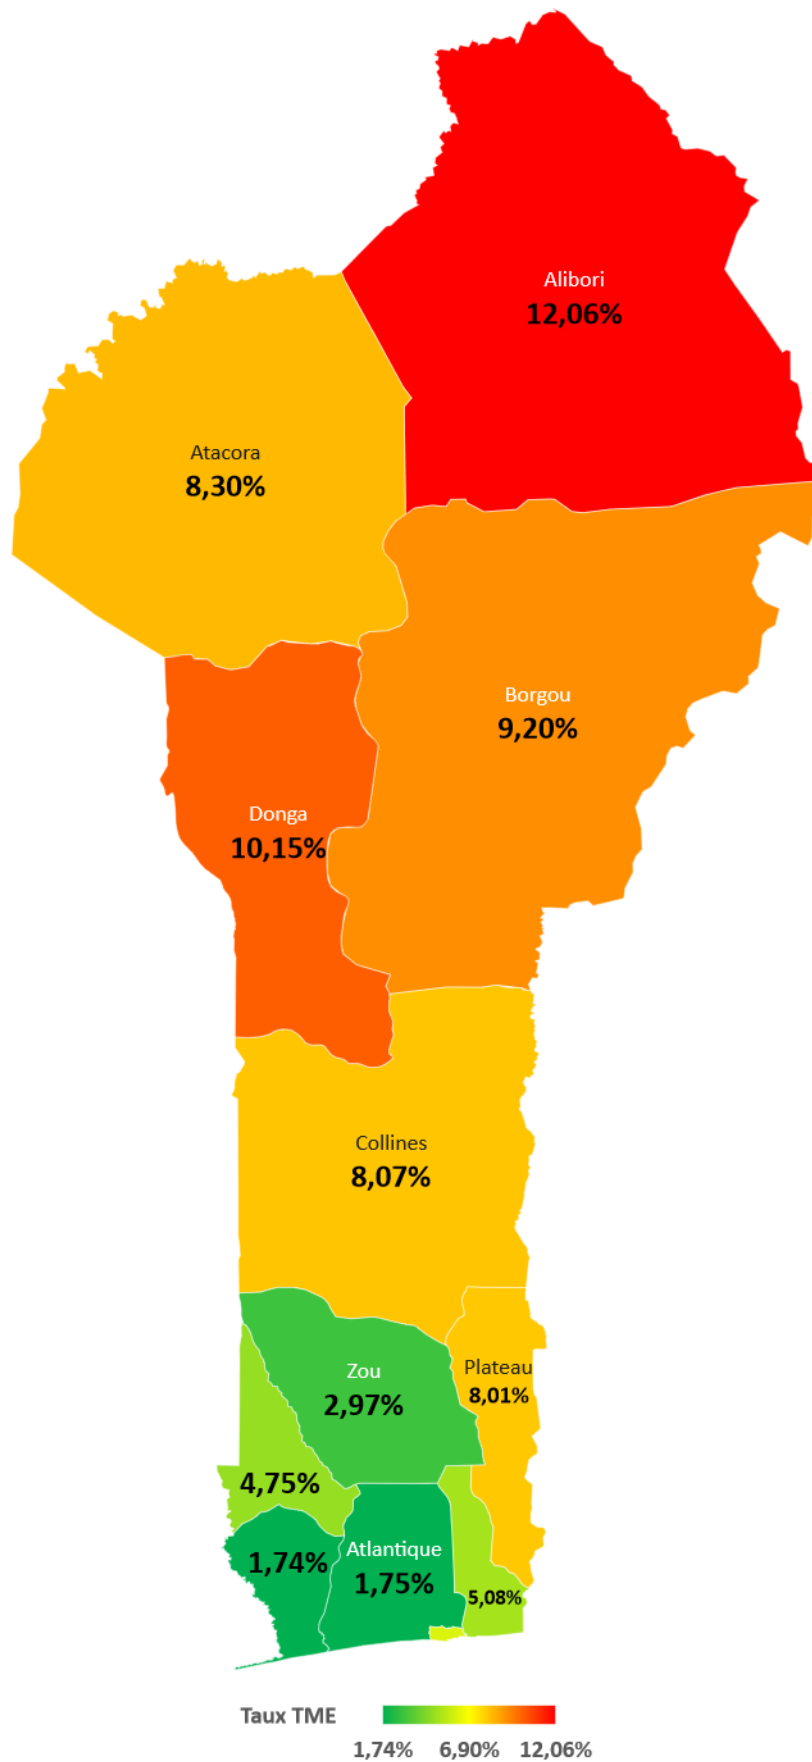 Alibori
12,06%
Atacora
8,30%
Borgou
9,20%
Donga
10,15%
Collines
8,07%
Zou
2,97%
Plateau
8,01%
4,75%
Atlantique
1,75%
1,74%
5,08%
Taux TME
1,74% 6,90% 12,06%